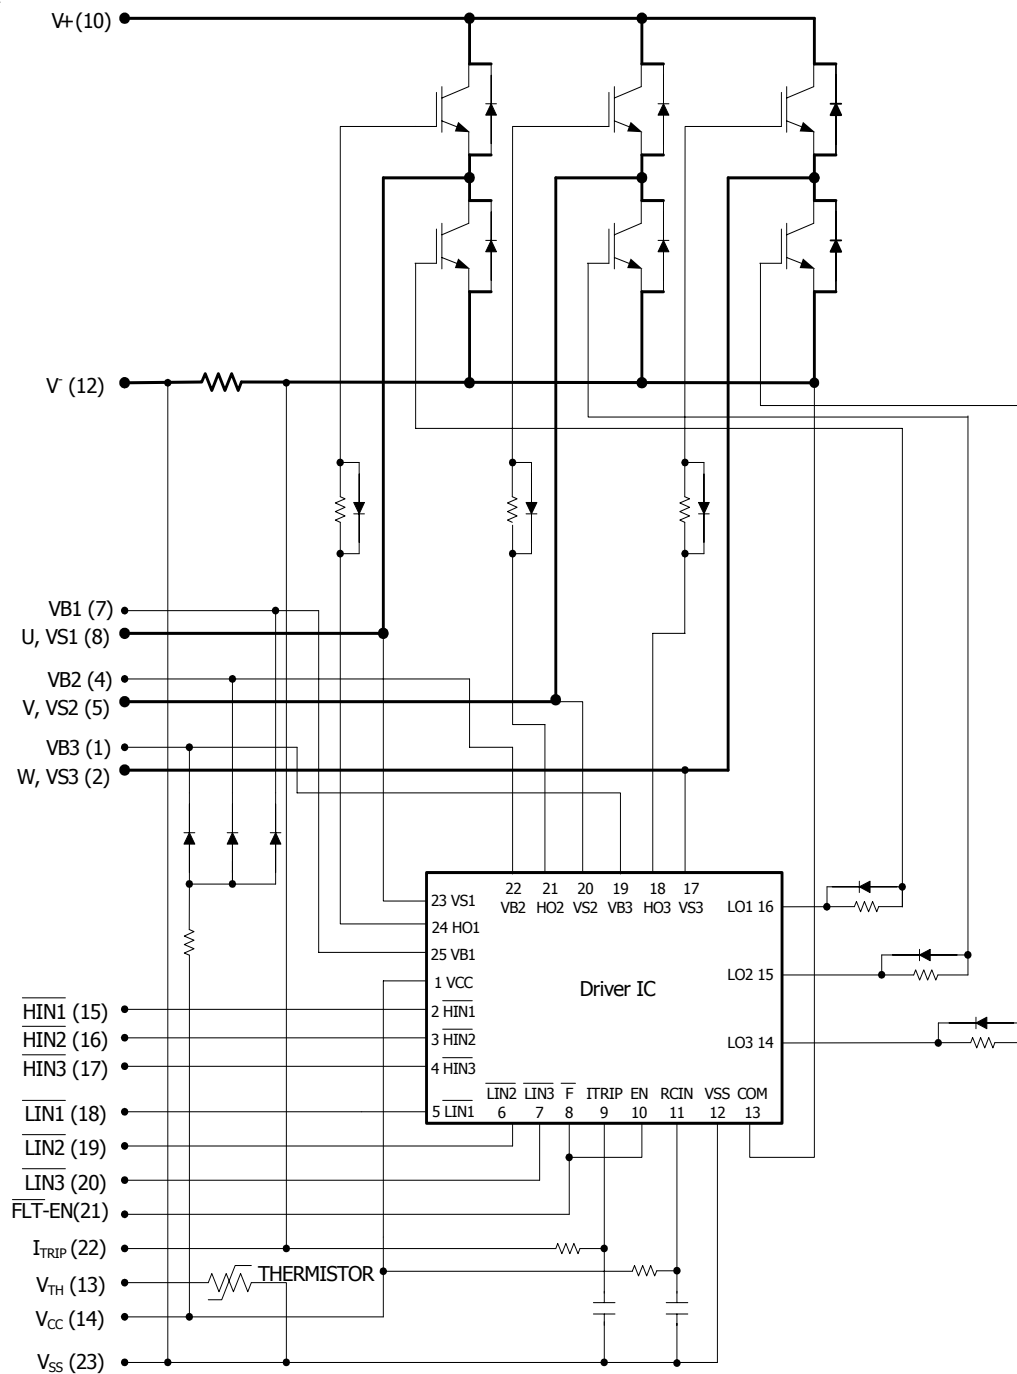 V+(10)
V- (12)
VB1 (7)
U, VS1 (8)
VB2 (4)
V, VS2 (5)
VB3 (1)
W, VS3 (2)
22 21 20 19 18 17
VB2 HO2 VS2 VB3 HO3 VS3
23 VS1
24 HO1
25 VB1
1 VCC
2 HIN1
3 HIN2
4 HIN3
5 LIN1
LO1 16
LO2 15
LO3 14
Driver IC
LIN2 LIN3 F ITRIP EN RCIN VSS COM
6 7 8 9 10 11 12 13
HIN1 (15)
HIN2 (16)
HIN3 (17)
LIN1 (18)
LIN2 (19)
LIN3 (20)
FLT-EN(21)
ITRIP (22)
VTH (13)
THERMISTOR
VCC (14)
VSS (23)